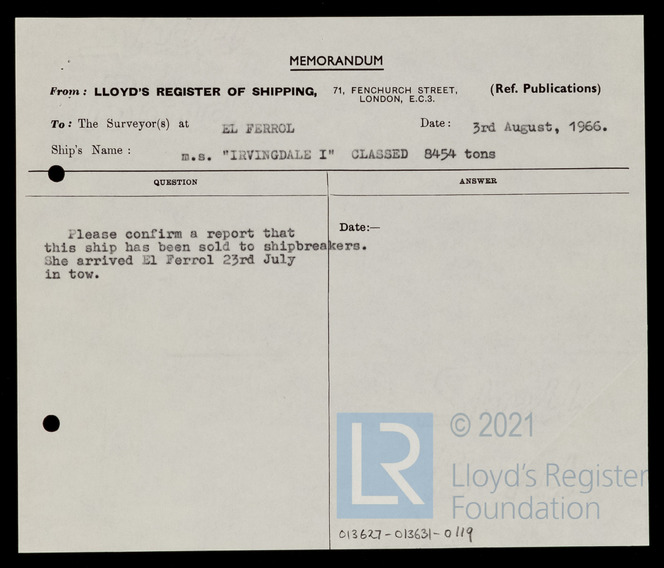 MEMORANDUM
From: LLOYD'S REGISTER OF SHIPPING, 71, FENCHURCH STREET, LONDON, E.C.3. (Ref. Publications)
To: The Surveyor(s) at EL FERROL Date: 3rd August, 1966.
Ship's Name: m.s. "IRVINGDALE I" CLASSED 8454 tons
QUESTION ANSWER
Please confirm a report that
this ship has been sold to shipbreakers.
She arrived El Ferrol 23rd July
in tow.
Date:—
LR
© 2021
Lloyd's Register
Foundation
013627-013631-0119